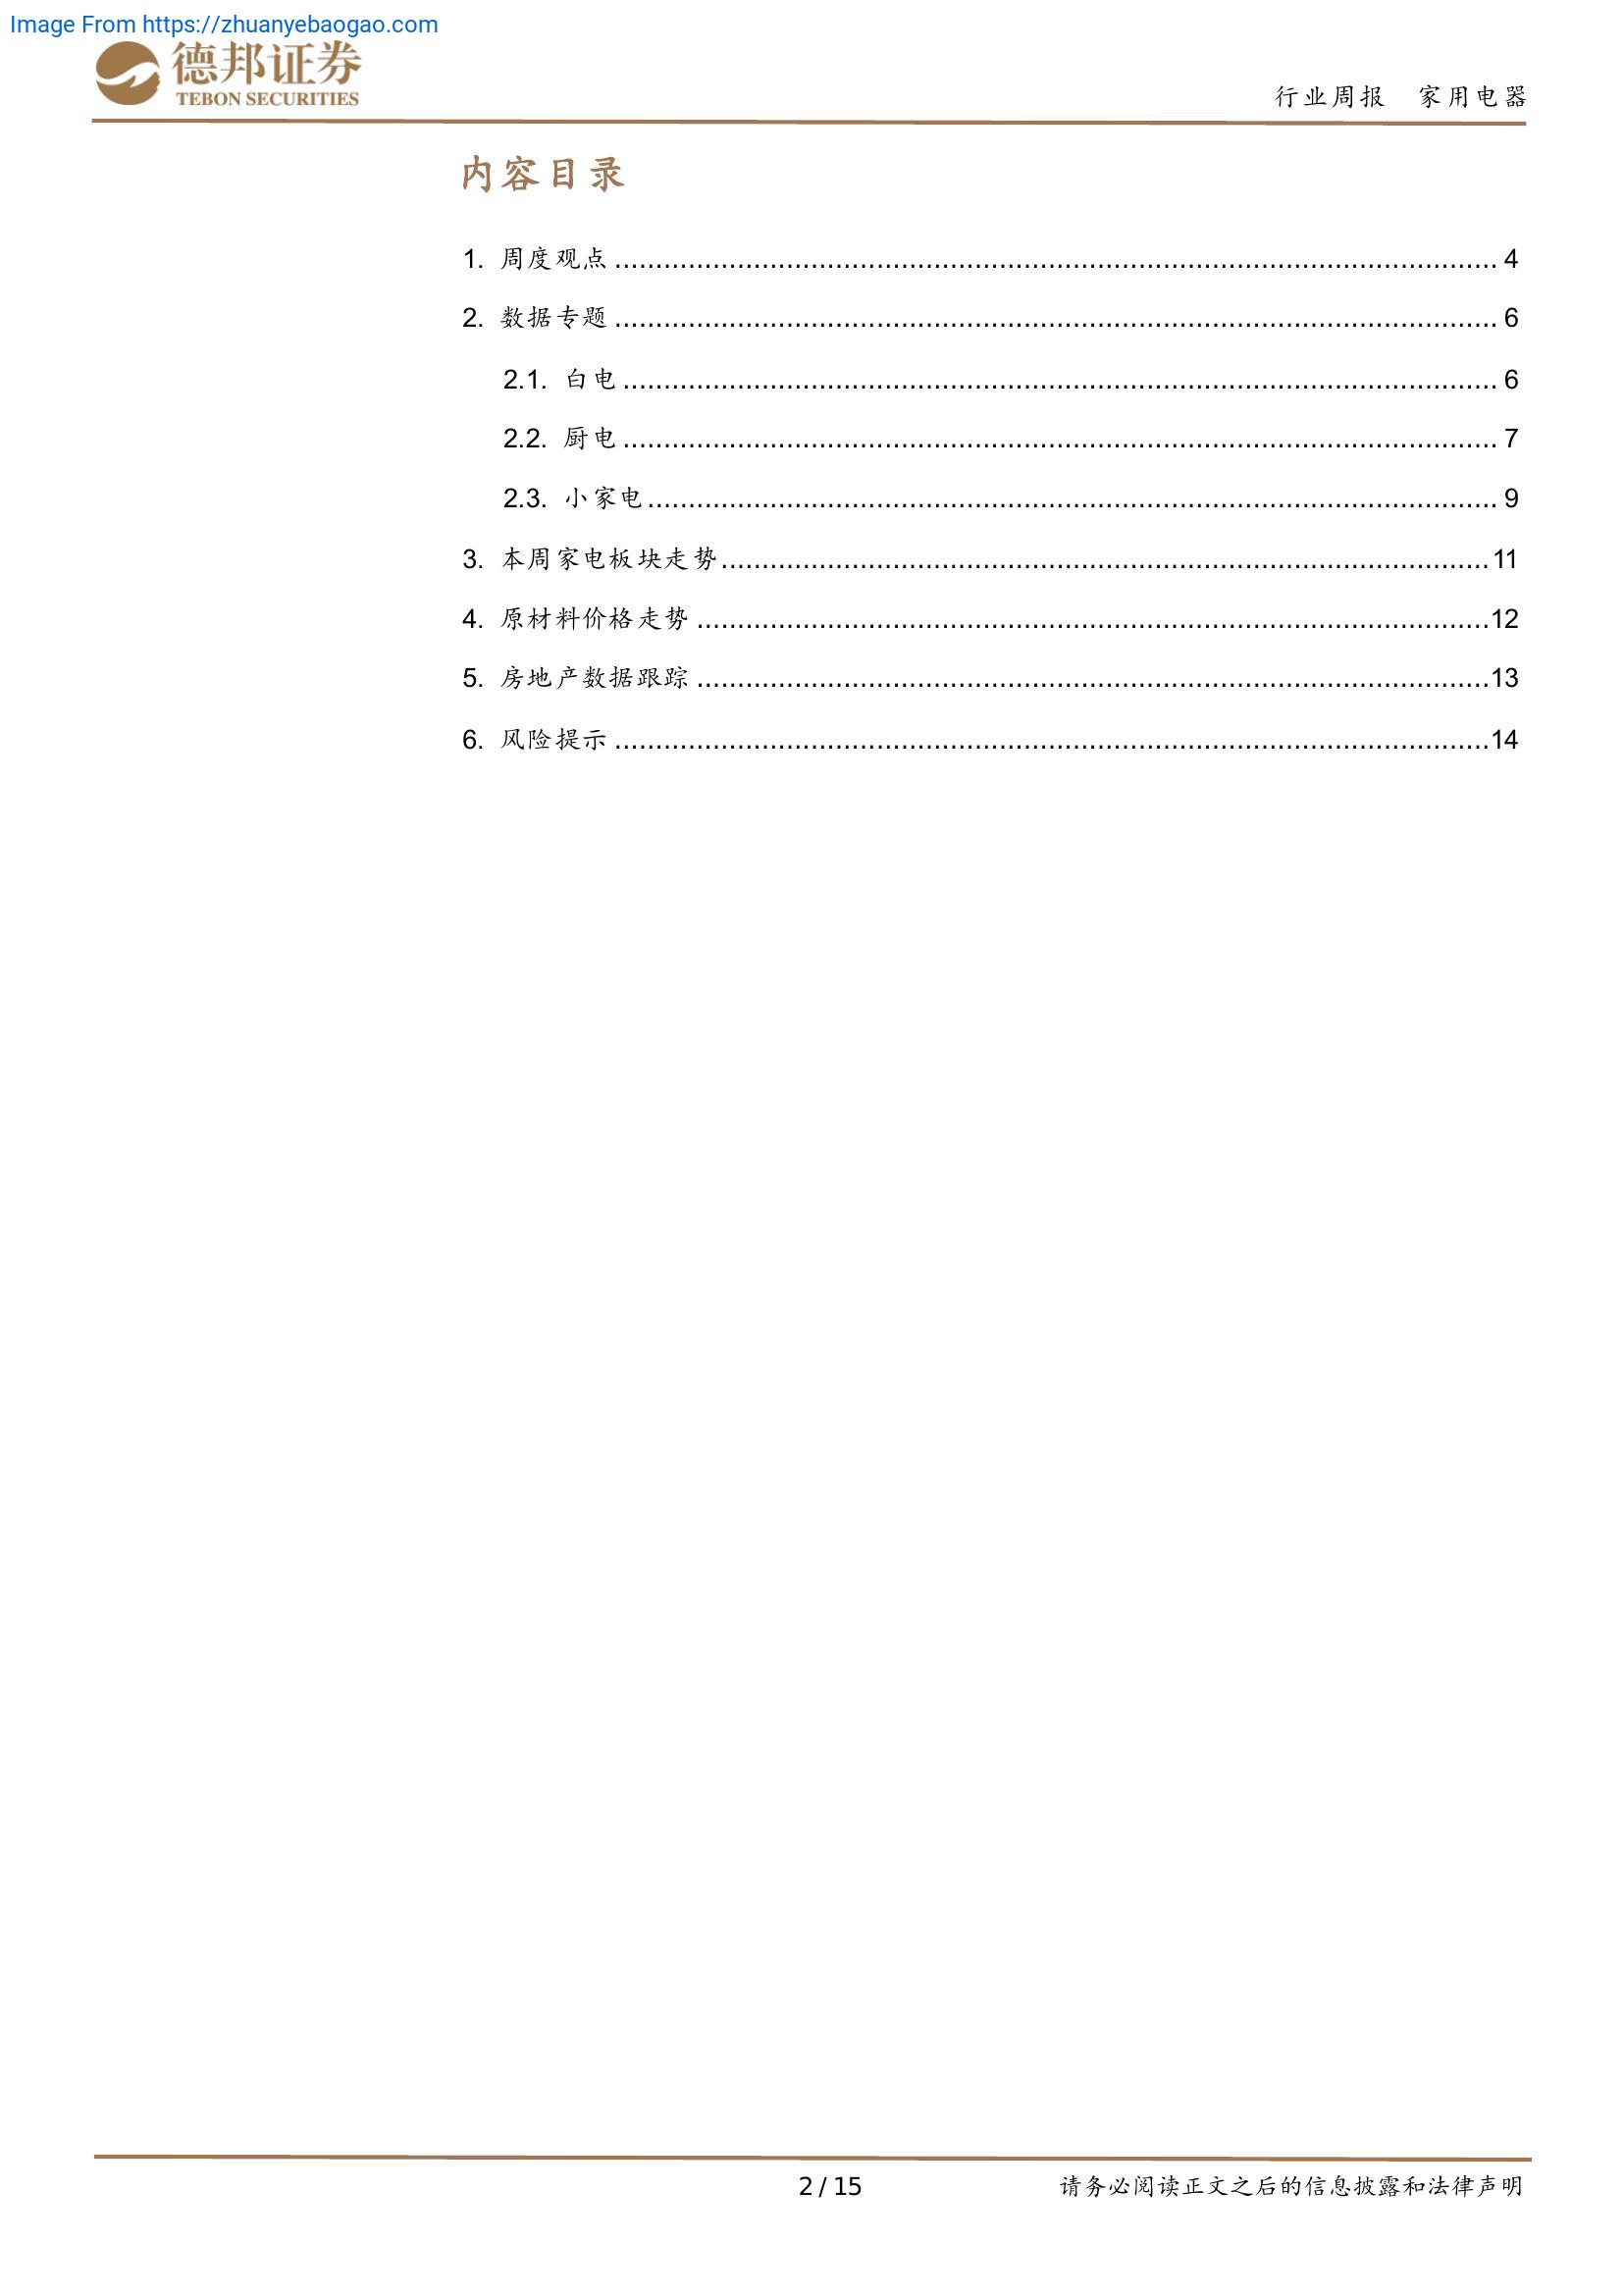 Image From https://zhuanyebaogao.com
德邦证券
TEBON SECURITIES
行业周报 家用电器
内容目录
1. 周度观点 ........................................ 4
2. 数据专题 ........................................ 6
2.1. 白电 ........................................ 6
2.2. 厨电 ........................................ 7
2.3. 小家电 ........................................ 9
3. 本周家电板块走势 ........................................ 11
4. 原材料价格走势 ........................................ 12
5. 房地产数据跟踪 ........................................ 13
6. 风险提示 ........................................ 14
2 / 15 请务必阅读正文之后的信息披露和法律声明